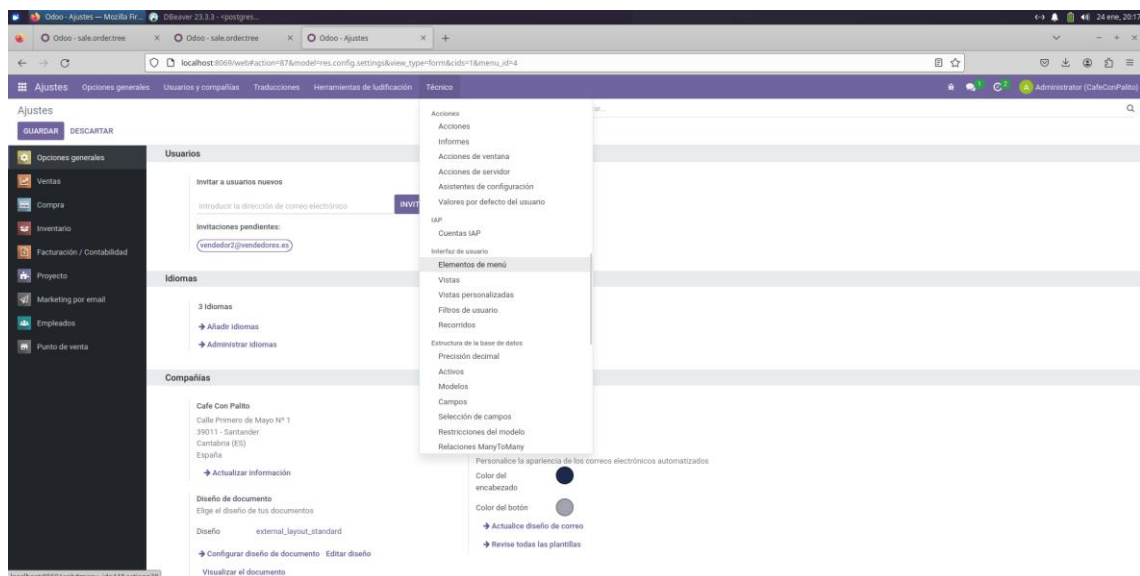 Odoo - Ajustes — Mozilla Fir... DBeaver 23.3.3 - <postgres... 24 ene, 20:17
Odoo - sale.order.tree × Odoo - sale.order.tree × Odoo - Ajustes × +
localhost:8069/web#action=87&model=res.config.settings&view_type=form&cids=1&menu_id=4
Ajustes Opciones generales Usuarios y compañías Traducciones Herramientas de ludificación Técnico 1 2 A Administrator (CafeConPalito)
Ajustes
GUARDAR DESCARTAR
Opciones generales
Ventas
Compra
Inventario
Facturación / Contabilidad
Proyecto
Marketing por email
Empleados
Punto de venta
Usuarios
Invitar a usuarios nuevos
Introducir la dirección de correo electrónico INVIT
Invitaciones pendientes:
vendedor2@vendedores.es
Idiomas
3 Idiomas
Añadir idiomas
Administrar idiomas
Compañías
Cafe Con Palito
Calle Primero de Mayo Nº 1
39011 - Santander
Cantabria (ES)
España
Actualizar información
Diseño de documento
Elige el diseño de tus documentos
Diseño external_layout_standard
Configurar diseño de documento Editar diseño
Visualizar el documento
Acciones
Acciones
Informes
Acciones de ventana
Acciones de servidor
Asistentes de configuración
Valores por defecto del usuario
IAP
Cuentas IAP
Interfaz de usuario
Elementos de menú
Vistas
Vistas personalizadas
Filtros de usuario
Recorridos
Estructura de la base de datos
Precisión decimal
Activos
Modelos
Campos
Selección de campos
Restricciones del modelo
Relaciones ManyToMany
Personalice la apariencia de los correos electrónicos automatizados
Color del
encabezado
Color del botón
Actualice diseño de correo
Revise todas las plantillas